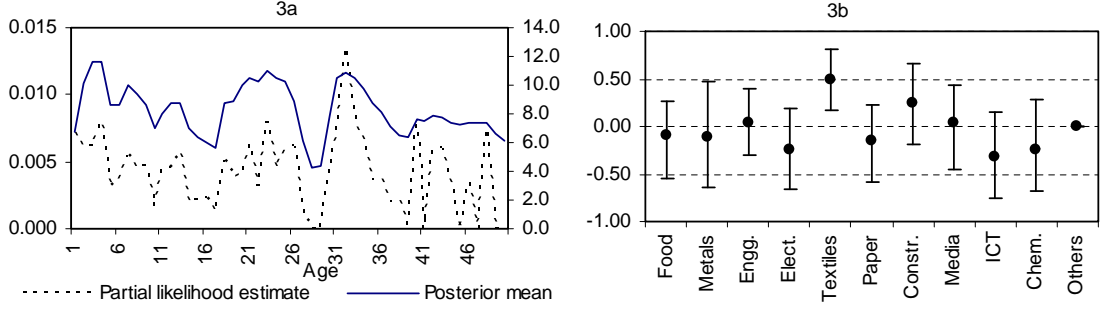 3a
0.015
0.010
0.005
0.000
14.0
12.0
10.0
8.0
6.0
4.0
2.0
0.0
1 6 11 16 21 26 31 36 41 46
Age
Partial likelihood estimate Posterior mean
3b
1.00
0.50
0.00
-0.50
-1.00
Food Metals Engg. Elect. Textiles Paper Constr. Media ICT Chem. Others